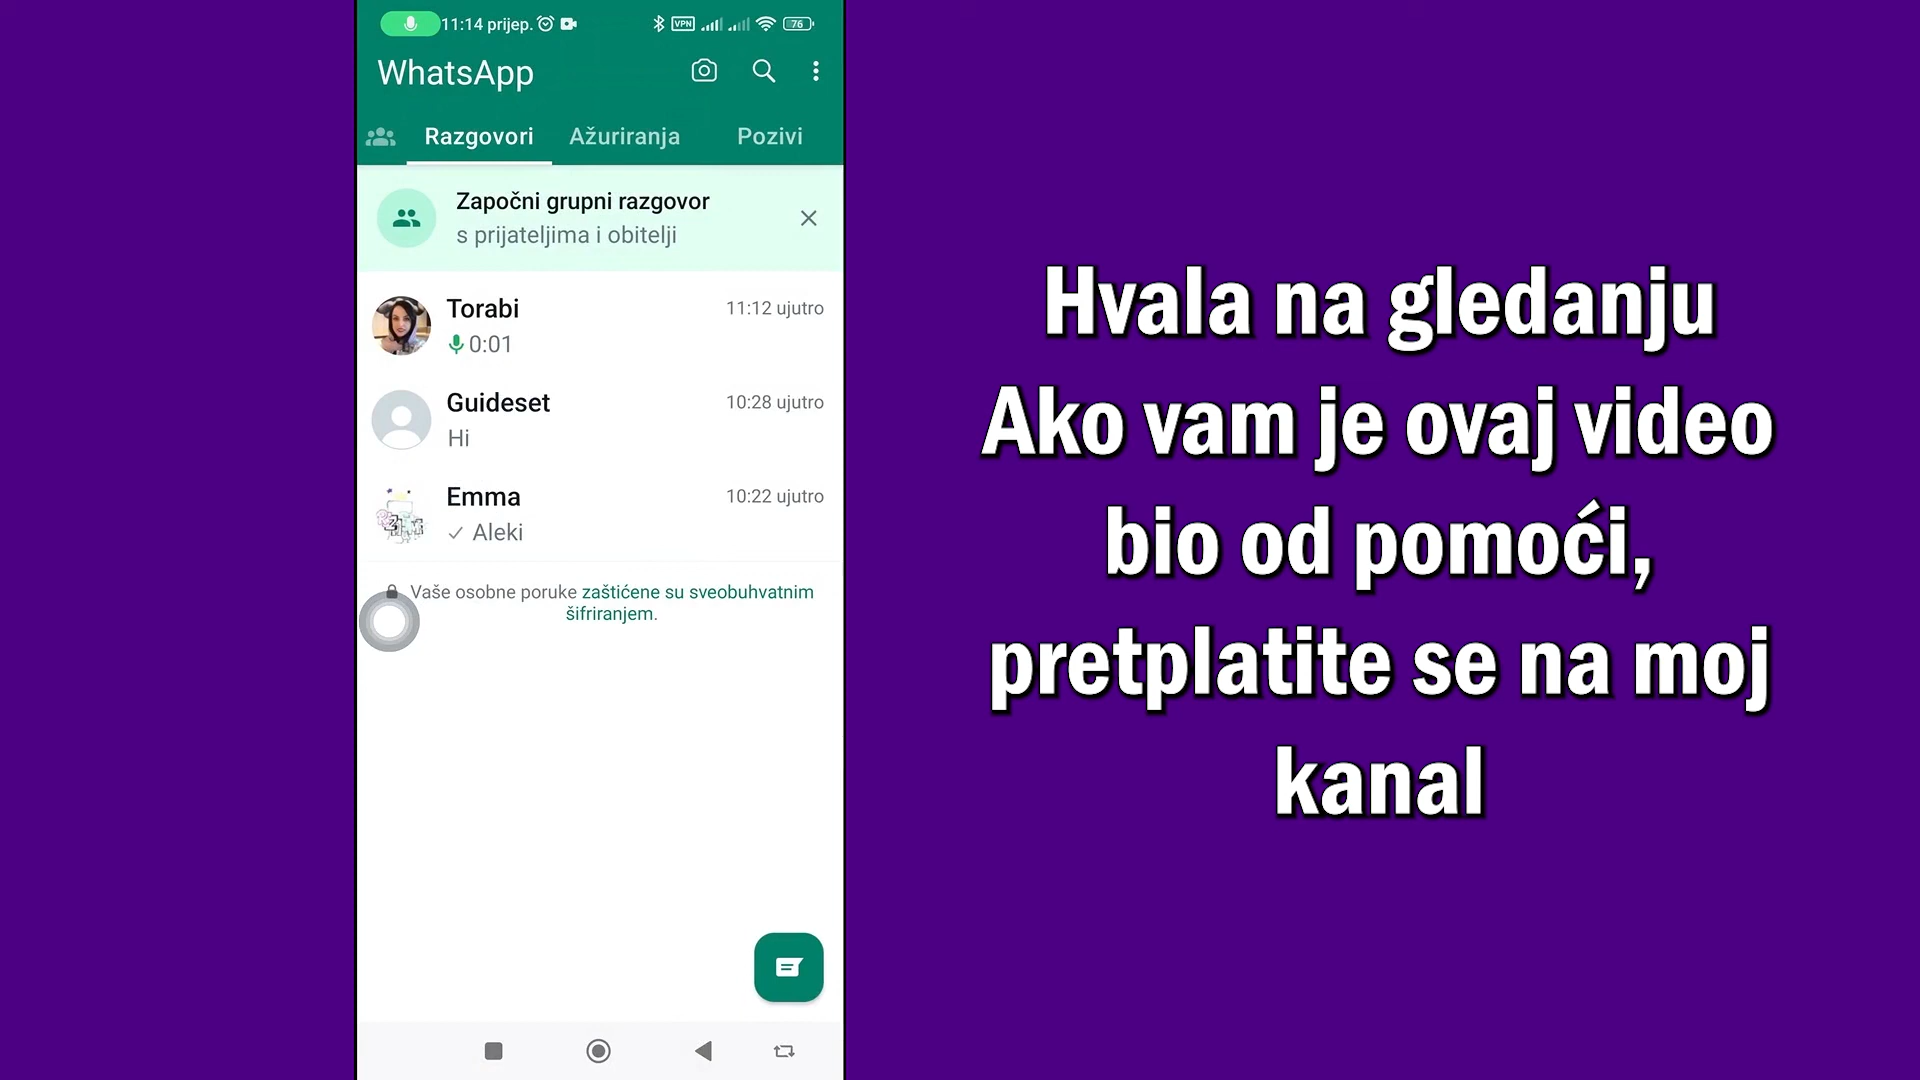 11:14 prijep.
VPN
76
WhatsApp
Razgovori Ažuriranja Pozivi
Započni grupni razgovor
s prijateljima i obitelji
Torabi 11:12 ujutro
0:01
Guideset 10:28 ujutro
Hi
Emma 10:22 ujutro
Aleki
Vaše osobne poruke zaštićene su sveobuhvatnim
šifriranjem.
Hvala na gledanju
Ako vam je ovaj video
bio od pomoći,
pretplatite se na moj
kanal